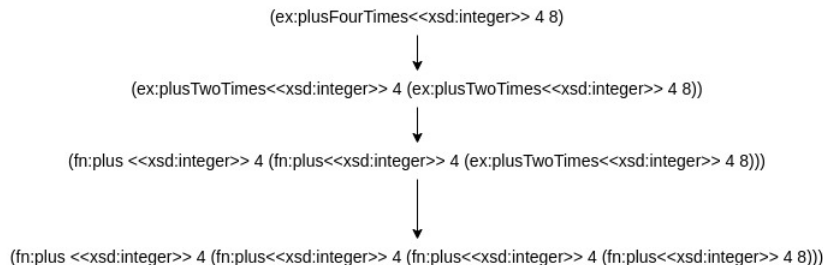 (ex:plusFourTimes<<xsd:integer>> 4 8)
(ex:plusTwoTimes<<xsd:integer>> 4 (ex:plusTwoTimes<<xsd:integer>> 4 8))
(fn:plus <<xsd:integer>> 4 (fn:plus<<xsd:integer>> 4 (ex:plusTwoTimes<<xsd:integer>> 4 8)))
(fn:plus <<xsd:integer>> 4 (fn:plus<<xsd:integer>> 4 (fn:plus<<xsd:integer>> 4 (fn:plus<<xsd:integer>> 4 8)))